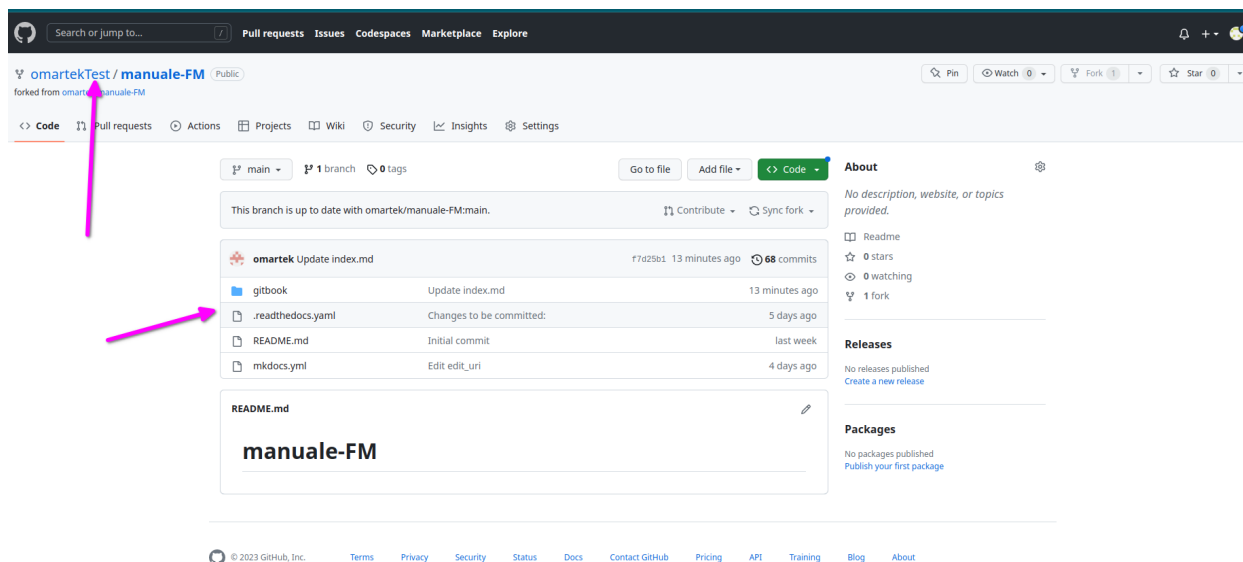 Search or jump to... / Pull requests Issues Codespaces Marketplace Explore
omartekTest / manuale-FM Public
Pin Watch 0 Fork 1 Star 0
forked from manuale-FM
Code Pull requests Actions Projects Wiki Security Insights Settings
main 1 branch 0 tags Go to file Add file Code
This branch is up to date with omartek/manuale-FM:main. Contribute Sync fork
omartek Update index.md f7d25b1 13 minutes ago 68 commits
gitbook Update index.md 13 minutes ago
.readthedocs.yaml Changes to be committed: 5 days ago
README.md Initial commit last week
mkdocs.yml Edit edit_uri 4 days ago
README.md
manuale-FM
About
No description, website, or topics
provided.
Readme
0 stars
0 watching
1 fork
Releases
No releases published
Create a new release
Packages
No packages published
Publish your first package
© 2023 GitHub, Inc. Terms Privacy Security Status Docs Contact GitHub Pricing API Training Blog About